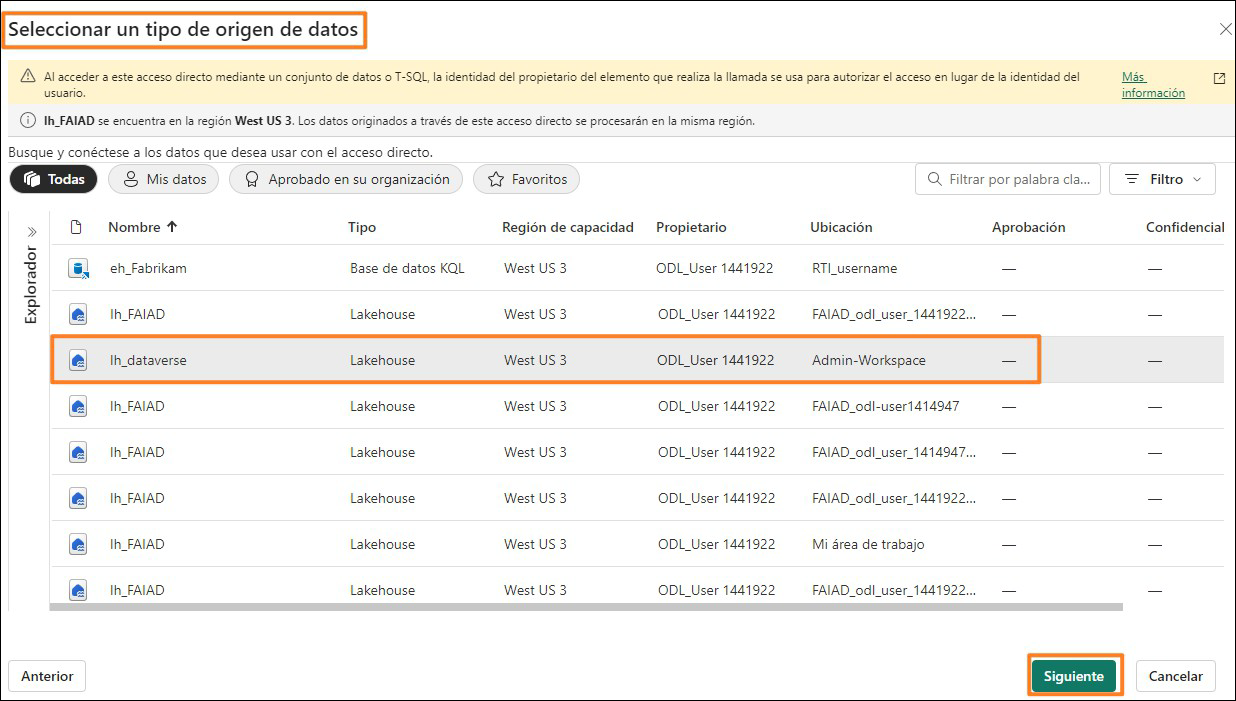 Seleccionar un tipo de origen de datos
Al acceder a este acceso directo mediante un conjunto de datos o T-SQL, la identidad del propietario del elemento que realiza la llamada se usa para autorizar el acceso en lugar de la identidad del
usuario.
Más
información
lh_FAIAD se encuentra en la región West US 3. Los datos originados a través de este acceso directo se procesarán en la misma región.
Busque y conéctese a los datos que desea usar con el acceso directo.
Todas Mis datos Aprobado en su organización Favoritos Filtrar por palabra cla... Filtro
Explorador
Nombre Tipo Región de capacidad Propietario Ubicación Aprobación Confidencial
eh_Fabrikam Base de datos KQL West US 3 ODL_User 1441922 RTI_username — —
lh_FAIAD Lakehouse West US 3 ODL_User 1441922 FAIAD_odl_user_1441922... — —
lh_dataverse Lakehouse West US 3 ODL_User 1441922 Admin-Workspace — —
lh_FAIAD Lakehouse West US 3 ODL_User 1441922 FAIAD_odl-user1414947 — —
lh_FAIAD Lakehouse West US 3 ODL_User 1441922 FAIAD_odl_user_1414947... — —
lh_FAIAD Lakehouse West US 3 ODL_User 1441922 FAIAD_odl_user_1441922... — —
lh_FAIAD Lakehouse West US 3 ODL_User 1441922 Mi área de trabajo — —
lh_FAIAD Lakehouse West US 3 ODL_User 1441922 FAIAD_odl_user_1441922... — —
Anterior Siguiente Cancelar